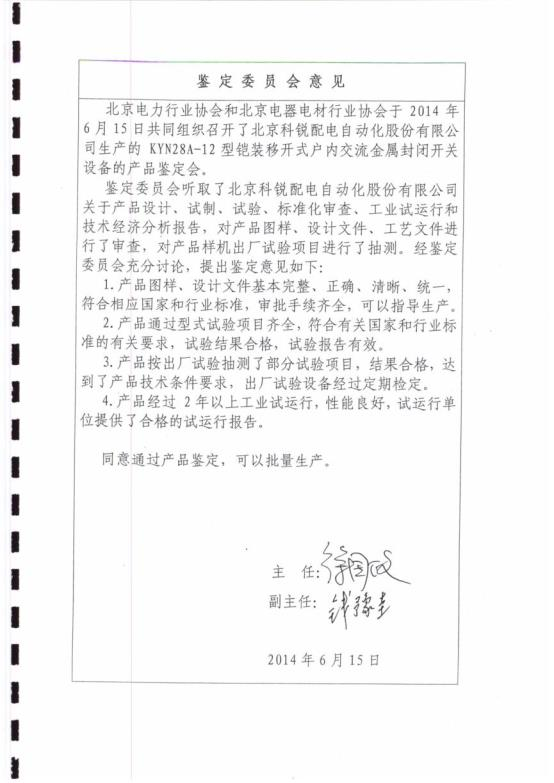 鉴定委员会意见
北京电力行业协会和北京电器电材行业协会于 2014 年
6 月 15 日共同组织召开了北京科锐配电自动化股份有限公
司生产的 KYN28A-12 型铠装移开式户内交流金属封闭开关
设备的产品鉴定会。
鉴定委员会听取了北京科锐配电自动化股份有限公司
关于产品设计、试制、试验、标准化审查、工业试运行和
技术经济分析报告，对产品图样、设计文件、工艺文件进
行了审查，对产品样机出厂试验项目进行了抽测。经鉴定
委员会充分讨论，提出鉴定意见如下：
1.产品图样、设计文件基本完整、正确、清晰、统一，
符合相应国家和行业标准，审批手续齐全，可以指导生产。
2.产品通过型式试验项目齐全，符合有关国家和行业标
准的有关要求，试验结果合格，试验报告有效。
3.产品按出厂试验抽测了部分试验项目，结果合格，达
到了产品技术条件要求，出厂试验设备经过定期检定。
4.产品经过 2 年以上工业试运行，性能良好，试运行单
位提供了合格的试运行报告。
同意通过产品鉴定，可以批量生产。
主 任：
副主任：
2014 年 6 月 15 日